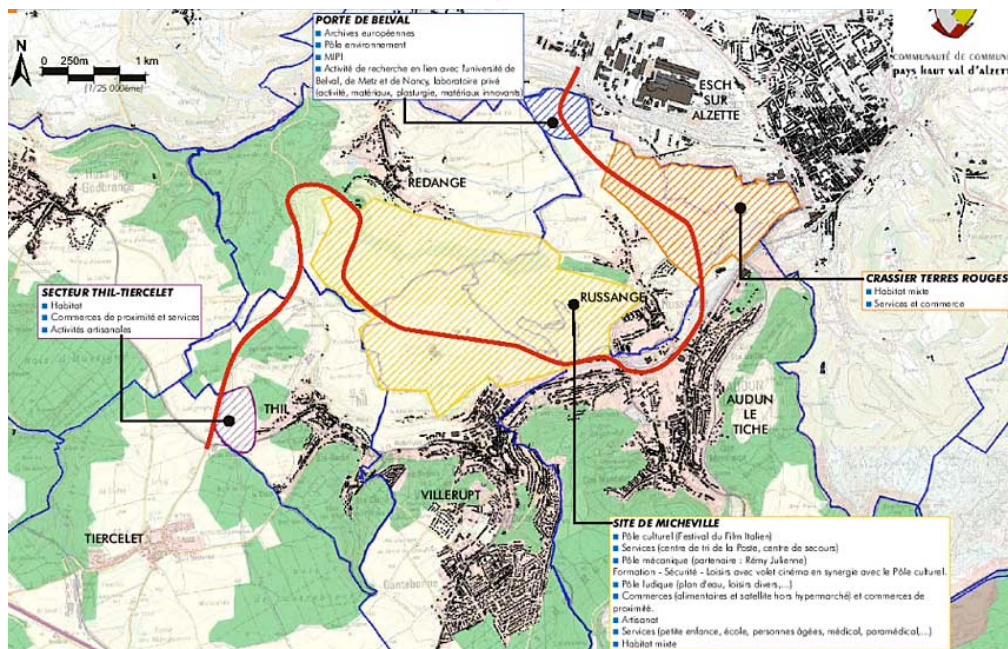 PORTE DE BELVAL
Archives européennes
Pôle environnement
MIPI
Activité de recherche en lien avec l'université de
Belval, de Metz et de Nancy, laboratoire privé
(activité, matériaux, plasturgie, matériaux innovants)
N
0 250m 1 km
(1/25 000ème)
COMMUNAUTÉ DE COMMU
pays haut val d'alzet
ESCH
SUR
ALZETTE
REDANGE
SECTEUR THIL-TIERCELET
Habitat
Commerces de proximité et services
Activités artisanales
CRASSIER TERRES ROUGES
Habitat mixte
Services et commerce
RUSSANGE
THIL
AUDUN
LE
TICHE
VILLERUPT
TIERCELET
SITE DE MICHEVILLE
Pôle culturel (Festival du Film Italien)
Services (centre de tri de la Poste, centre de secours)
Pôle mécanique (partenaire : Rémy Julienne)
Formation - Sécurité - Loisirs avec volet cinéma en synergie avec le Pôle culturel.
Pôle ludique (plan d'eau, loisirs divers,...)
Commerces (alimentaires et satellite hors hypermarché) et commerces de
proximité.
Artisanat
Services (petite enfance, école, personnes âgées, médical, paramédical,...)
Habitat mixte